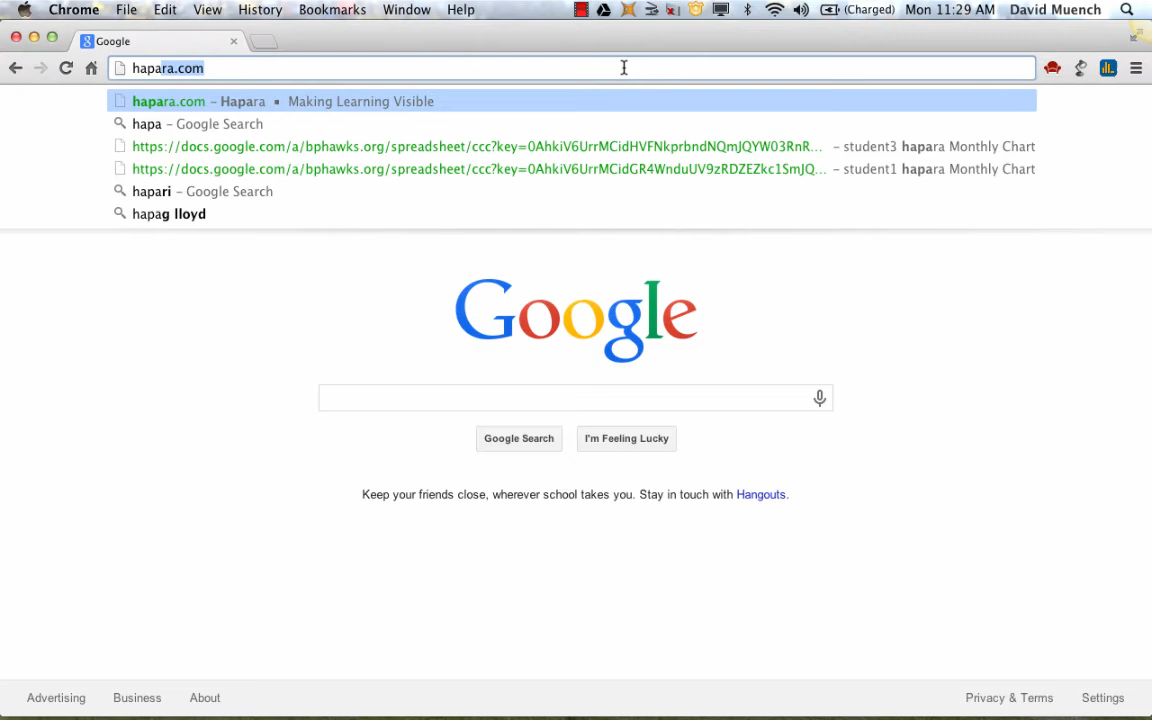 Chrome File Edit View History Bookmarks Window Help (Charged) Mon 11:29 AM David Muench
Google
hapara.com
hapara.com – Hapara ▪ Making Learning Visible
hapa – Google Search
https://docs.google.com/a/bphawks.org/spreadsheet/ccc?key=0AhkiV6UrrMCidHVFNkprbndNQmJQYW03RnR... – student3 hapara Monthly Chart
https://docs.google.com/a/bphawks.org/spreadsheet/ccc?key=0AhkiV6UrrMCidGR4WnduUV9zRDZEZkc1SmJQ... – student1 hapara Monthly Chart
hapari – Google Search
hapag lloyd
Google
Google Search I'm Feeling Lucky
Keep your friends close, wherever school takes you. Stay in touch with Hangouts.
Advertising Business About Privacy & Terms Settings